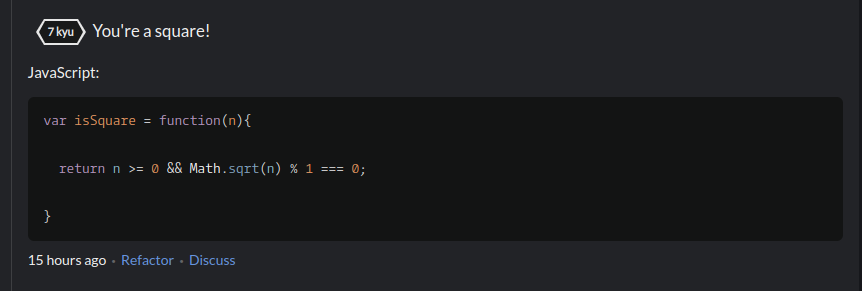 7 kyu You're a square!
JavaScript:
var isSquare = function(n){
return n >= 0 && Math.sqrt(n) % 1 === 0;
}
15 hours ago • Refactor • Discuss